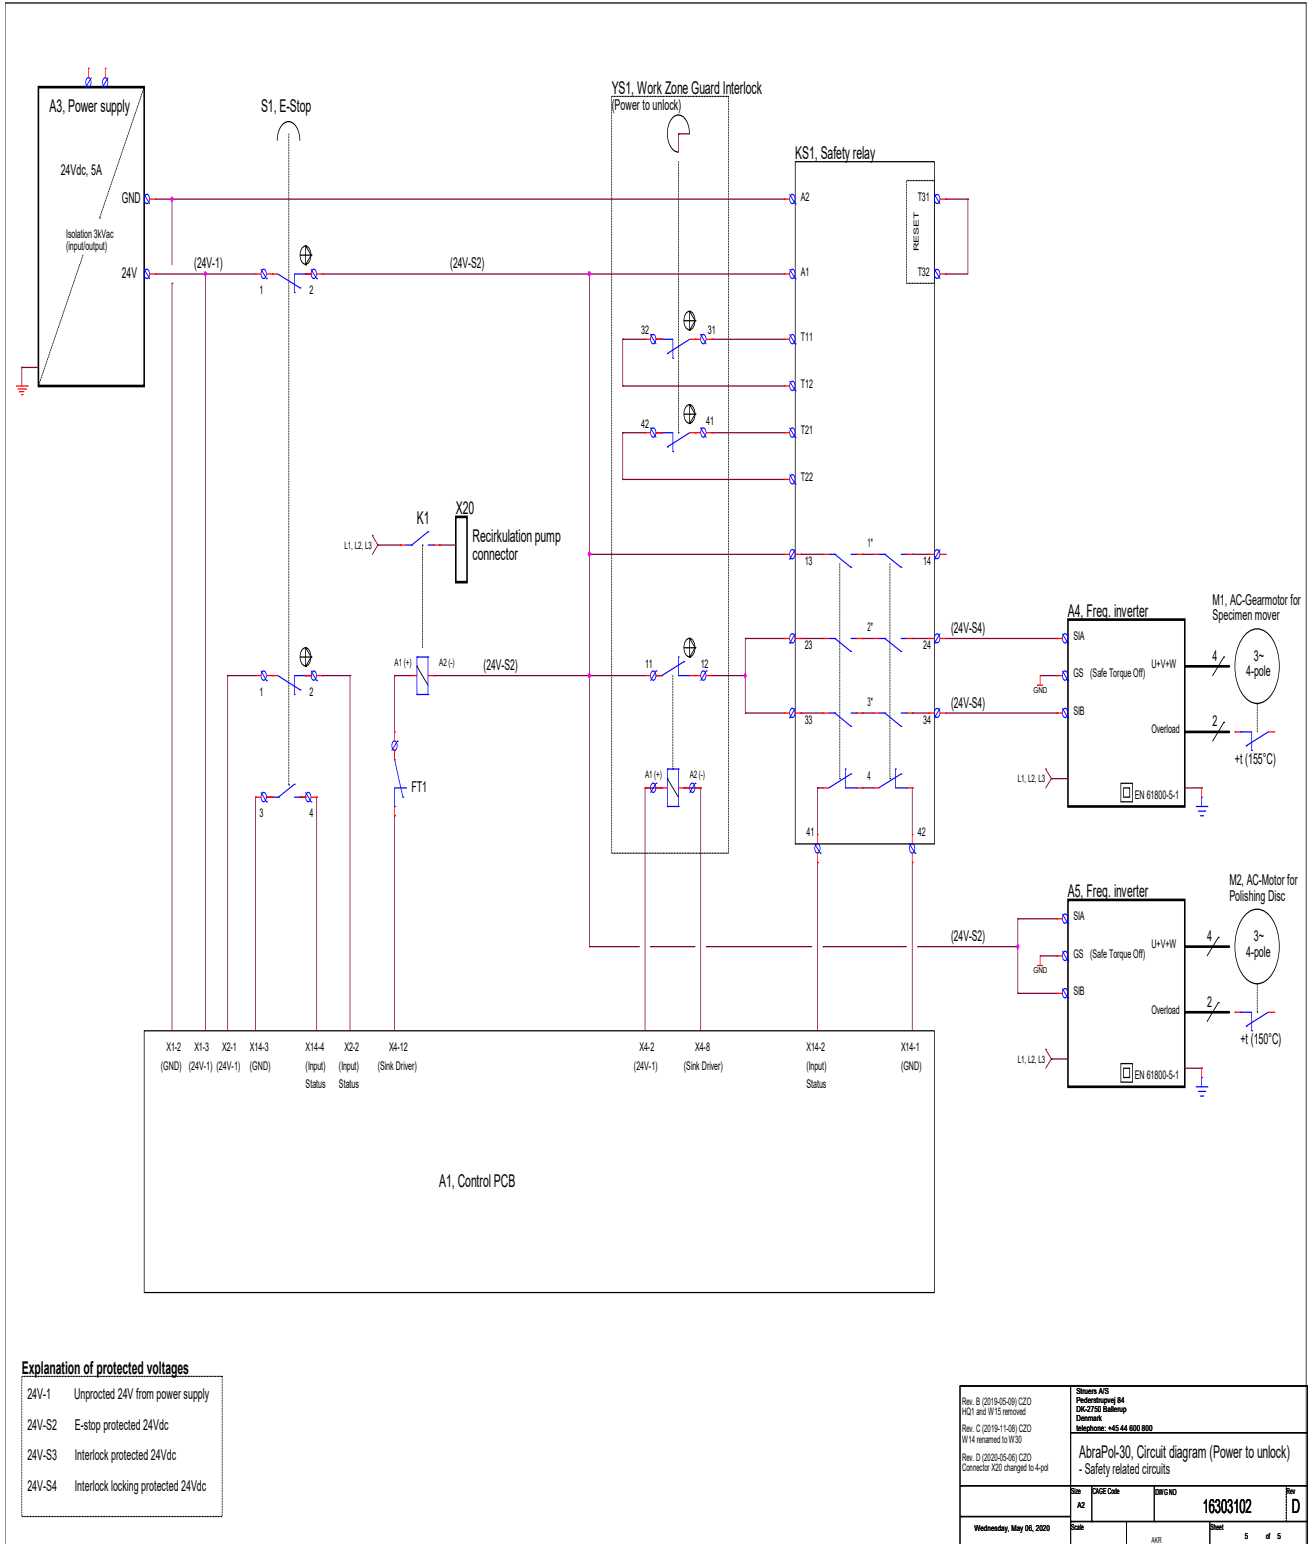 A3, Power supply
24Vdc, 5A
GND
Isolation 3kVac
(input/output)
24V
S1, E-Stop
(24V-1)
1
2
(24V-S2)
YS1, Work Zone Guard Interlock
(Power to unlock)
KS1, Safety relay
A2
T31
RESET
A1
T32
32
31
T11
T12
42
41
T21
T22
K1
X20
L1, L2, L3
Recirkulation pump
connector
13
1*
14
23
2*
24
(24V-S4)
33
3*
34
(24V-S4)
4
41
42
1
2
A1 (+)
A2 (-)
(24V-S2)
11
12
FT1
3
4
A1 (+)
A2 (-)
A4, Freq. inverter
M1, AC-Gearmotor for
Specimen mover
SIA
GS (Safe Torque Off)
GND
SIB
U+V+W
4
3~
4-pole
Overload
2
+t (155°C)
L1, L2, L3
EN 61800-5-1
A5, Freq. inverter
M2, AC-Motor for
Polishing Disc
(24V-S2)
SIA
GS (Safe Torque Off)
GND
SIB
U+V+W
4
3~
4-pole
Overload
2
+t (150°C)
L1, L2, L3
EN 61800-5-1
X1-2 X1-3 X2-1 X14-3 X14-4 X2-2 X4-12 X4-2 X4-8 X14-2 X14-1
(GND) (24V-1) (24V-1) (GND) (Input) (Input) (Sink Driver) (24V-1) (Sink Driver) (Input) (GND)
Status Status Status
A1, Control PCB
Explanation of protected voltages
24V-1 Unprocted 24V from power supply
24V-S2 E-stop protected 24Vdc
24V-S3 Interlock protected 24Vdc
24V-S4 Interlock locking protected 24Vdc
Rev. B (2019-05-09) CZO
HQ1 and W15 removed
Rev. C (2019-11-08) CZO
W14 renamed to W30
Rev. D (2020-05-06) CZO
Connector X20 changed to 4-pol
Struers A/S
Pederstrupvej 84
DK-2750 Ballerup
Denmark
telephone: +45 44 600 800
AbraPol-30, Circuit diagram (Power to unlock)
- Safety related circuits
Size
A2
CAGE Code
DWG NO
16303102
Rev
D
Wednesday, May 06, 2020
Scale
AKR
Sheet
5 of 5